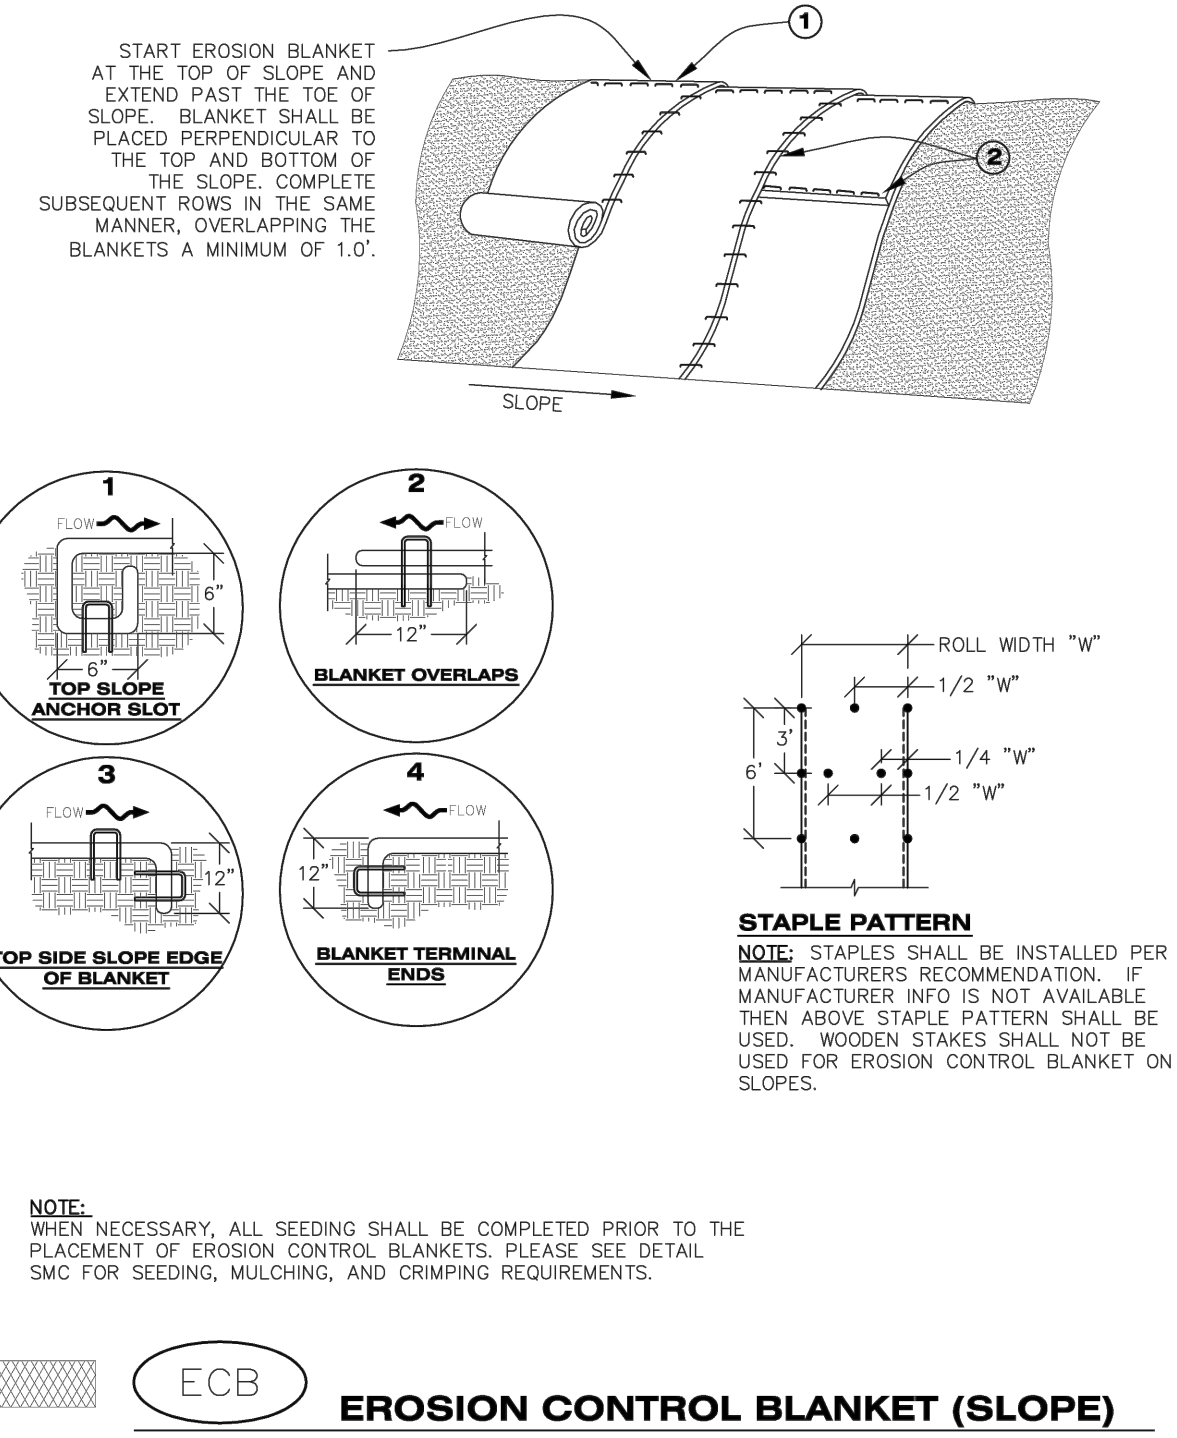 1
START EROSION BLANKET
AT THE TOP OF SLOPE AND
EXTEND PAST THE TOE OF
SLOPE. BLANKET SHALL BE
PLACED PERPENDICULAR TO
THE TOP AND BOTTOM OF
THE SLOPE. COMPLETE
SUBSEQUENT ROWS IN THE SAME
MANNER, OVERLAPPING THE
BLANKETS A MINIMUM OF 1.0'.
2
SLOPE
1
FLOW
6"
6"
TOP SLOPE
ANCHOR SLOT
2
FLOW
12"
BLANKET OVERLAPS
3
FLOW
12"
TOP SIDE SLOPE EDGE
OF BLANKET
4
FLOW
12"
BLANKET TERMINAL
ENDS
ROLL WIDTH "W"
1/2 "W"
3'
6'
1/4 "W"
1/2 "W"
STAPLE PATTERN
NOTE: STAPLES SHALL BE INSTALLED PER
MANUFACTURERS RECOMMENDATION. IF
MANUFACTURER INFO IS NOT AVAILABLE
THEN ABOVE STAPLE PATTERN SHALL BE
USED. WOODEN STAKES SHALL NOT BE
USED FOR EROSION CONTROL BLANKET ON
SLOPES.
NOTE:
WHEN NECESSARY, ALL SEEDING SHALL BE COMPLETED PRIOR TO THE
PLACEMENT OF EROSION CONTROL BLANKETS. PLEASE SEE DETAIL
SMC FOR SEEDING, MULCHING, AND CRIMPING REQUIREMENTS.
ECB
EROSION CONTROL BLANKET (SLOPE)